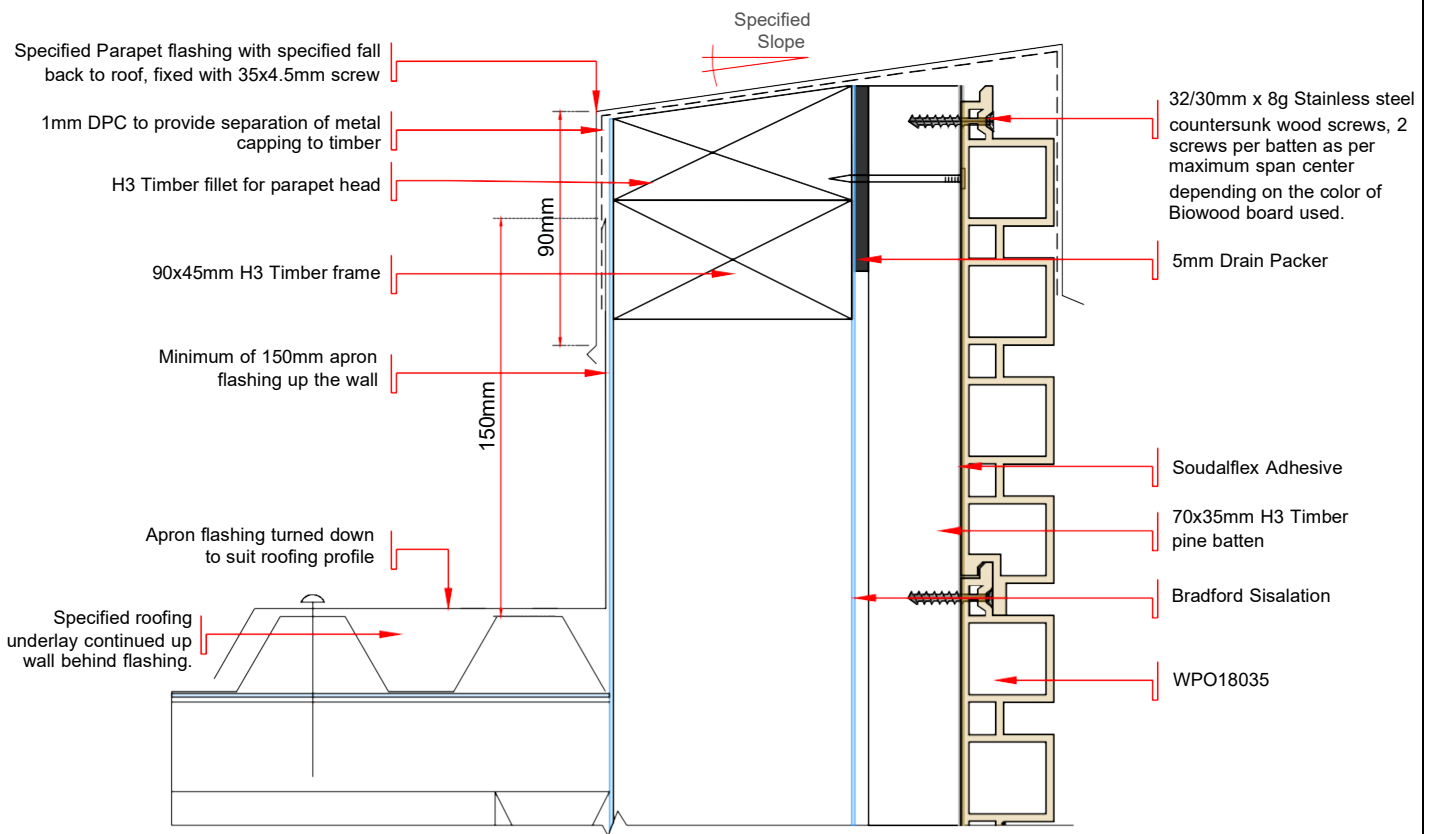 Specified
Slope
Specified Parapet flashing with specified fall
back to roof, fixed with 35x4.5mm screw
1mm DPC to provide separation of metal
capping to timber
H3 Timber fillet for parapet head
90x45mm H3 Timber frame
Minimum of 150mm apron
flashing up the wall
Apron flashing turned down
to suit roofing profile
Specified roofing
underlay continued up
wall behind flashing.
90mm
150mm
32/30mm x 8g Stainless steel
countersunk wood screws, 2
screws per batten as per
maximum span center
depending on the color of
Biowood board used.
5mm Drain Packer
Soudalflex Adhesive
70x35mm H3 Timber
pine batten
Bradford Sisalation
WPO18035